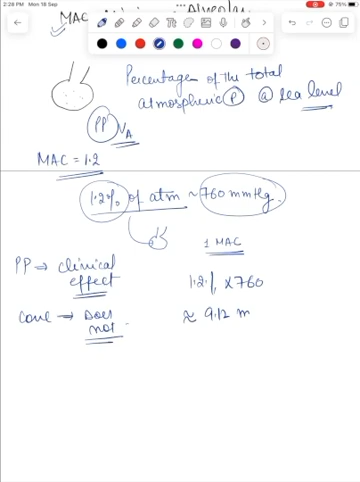 2:28 PM Mon 18 Sep
75%
MAC Alveolar
Percentage of the total
atmospheric P @ sea level
PP VA
MAC = 1.2
1.2% of atm ~ 760 mmHg.
1 MAC
PP → clinical
effect
1.2% x 760
Conc → Does
not
≈ 9.12 m